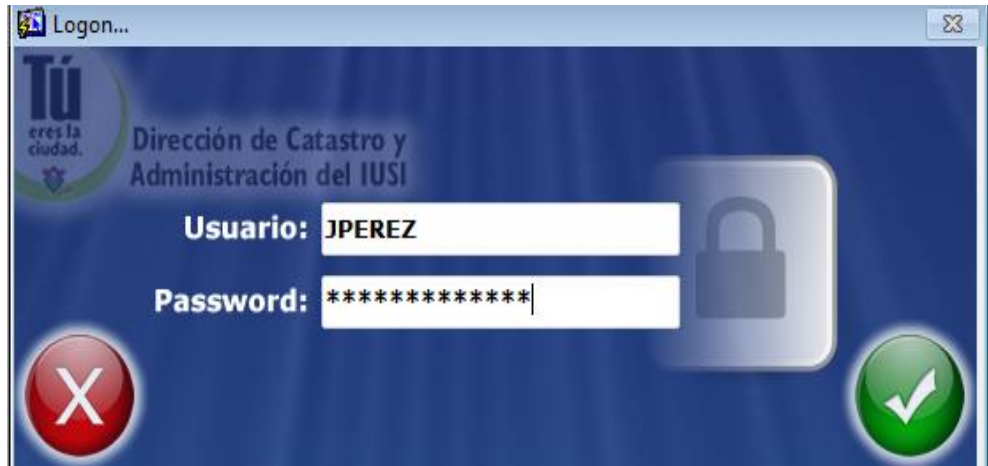 Logon...
Tú
eres la
ciudad.
Dirección de Catastro y
Administración del IUSI
Usuario: JPEREZ
Password: *************
X